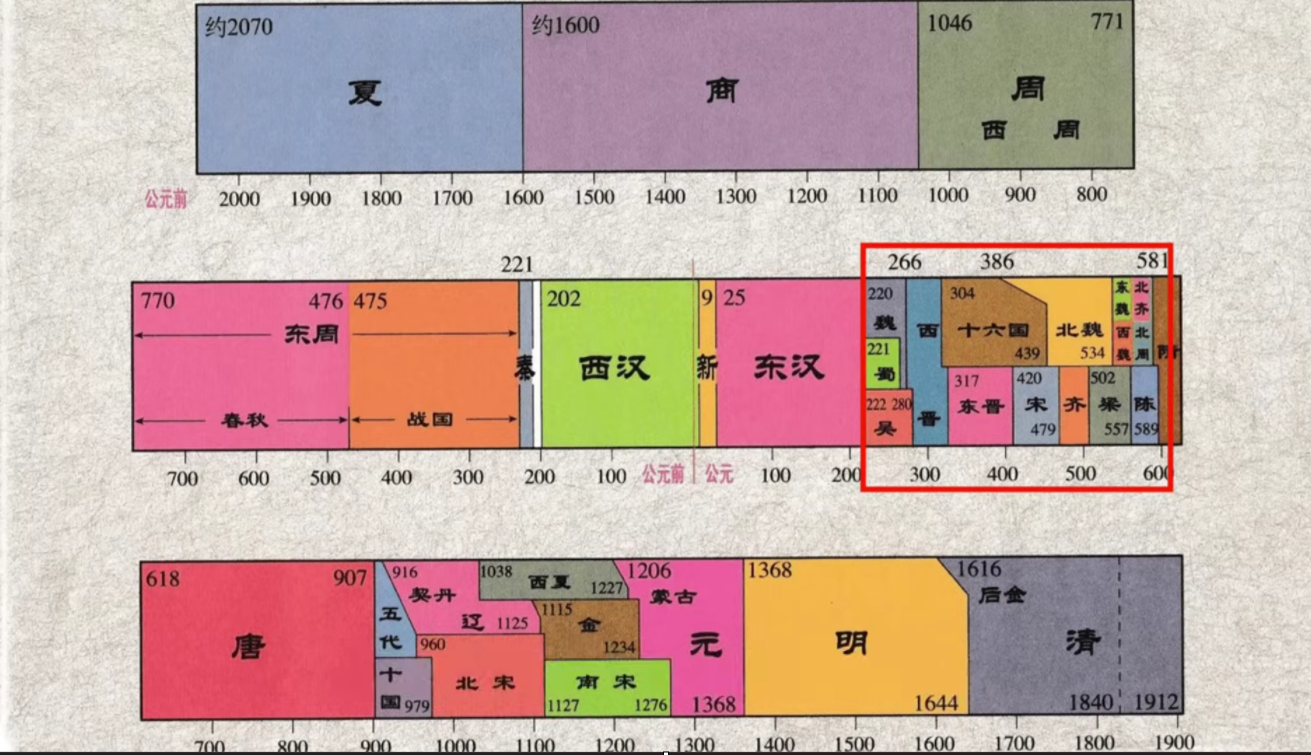 约2070 约1600 1046 771
夏 商 周
西 周
公元前 2000 1900 1800 1700 1600 1500 1400 1300 1200 1100 1000 900 800
221 266 386 581
770 476 475 202 9 25 220 304
东周 魏 西 十六国 北魏 东魏 北齐
439 534 西魏 北周
秦 西汉 新 东汉 221 蜀 隋
春秋 战国 222 280 吴 晋 317 东晋 420 宋 479 齐 502 梁 557 陈 589
700 600 500 400 300 200 100 公元前 公元 100 200 300 400 500 600
618 907 916 1038 西夏 1227 1206 1368 1616
契丹 蒙古 后金
五代 辽 1125 1115 金 1234
唐 960 元 明 清
十国 979 北宋 南宋
1127 1276 1368 1644 1840 1912
700 800 900 1000 1100 1200 1300 1400 1500 1600 1700 1800 1900